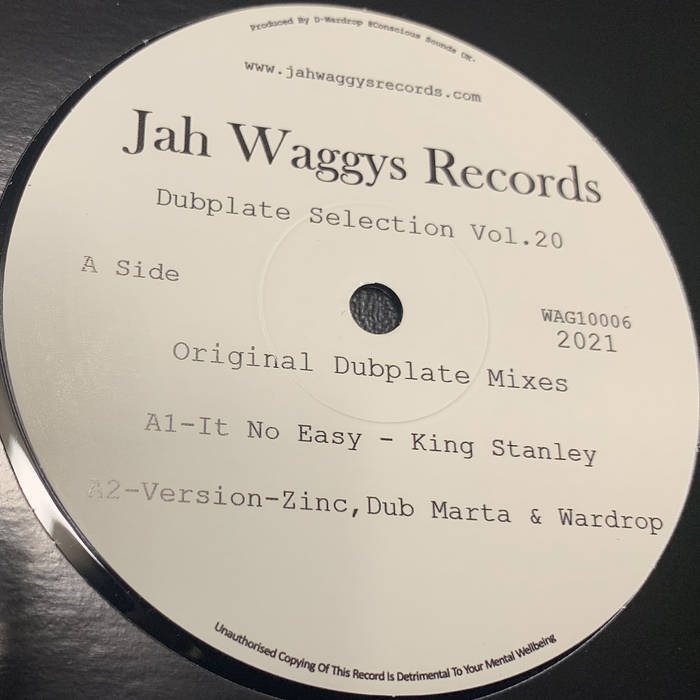 Produced By D-Wardrop @Conscious Sounds UK.
www.jahwaggysrecords.com
Jah Waggys Records
Dubplate Selection Vol.20
A Side
WAG10006
2021
Original Dubplate Mixes
A1-It No Easy - King Stanley
A2-Version-Zinc,Dub Marta & Wardrop
Unauthorised Copying Of This Record Is Detrimental To Your Mental Wellbeing